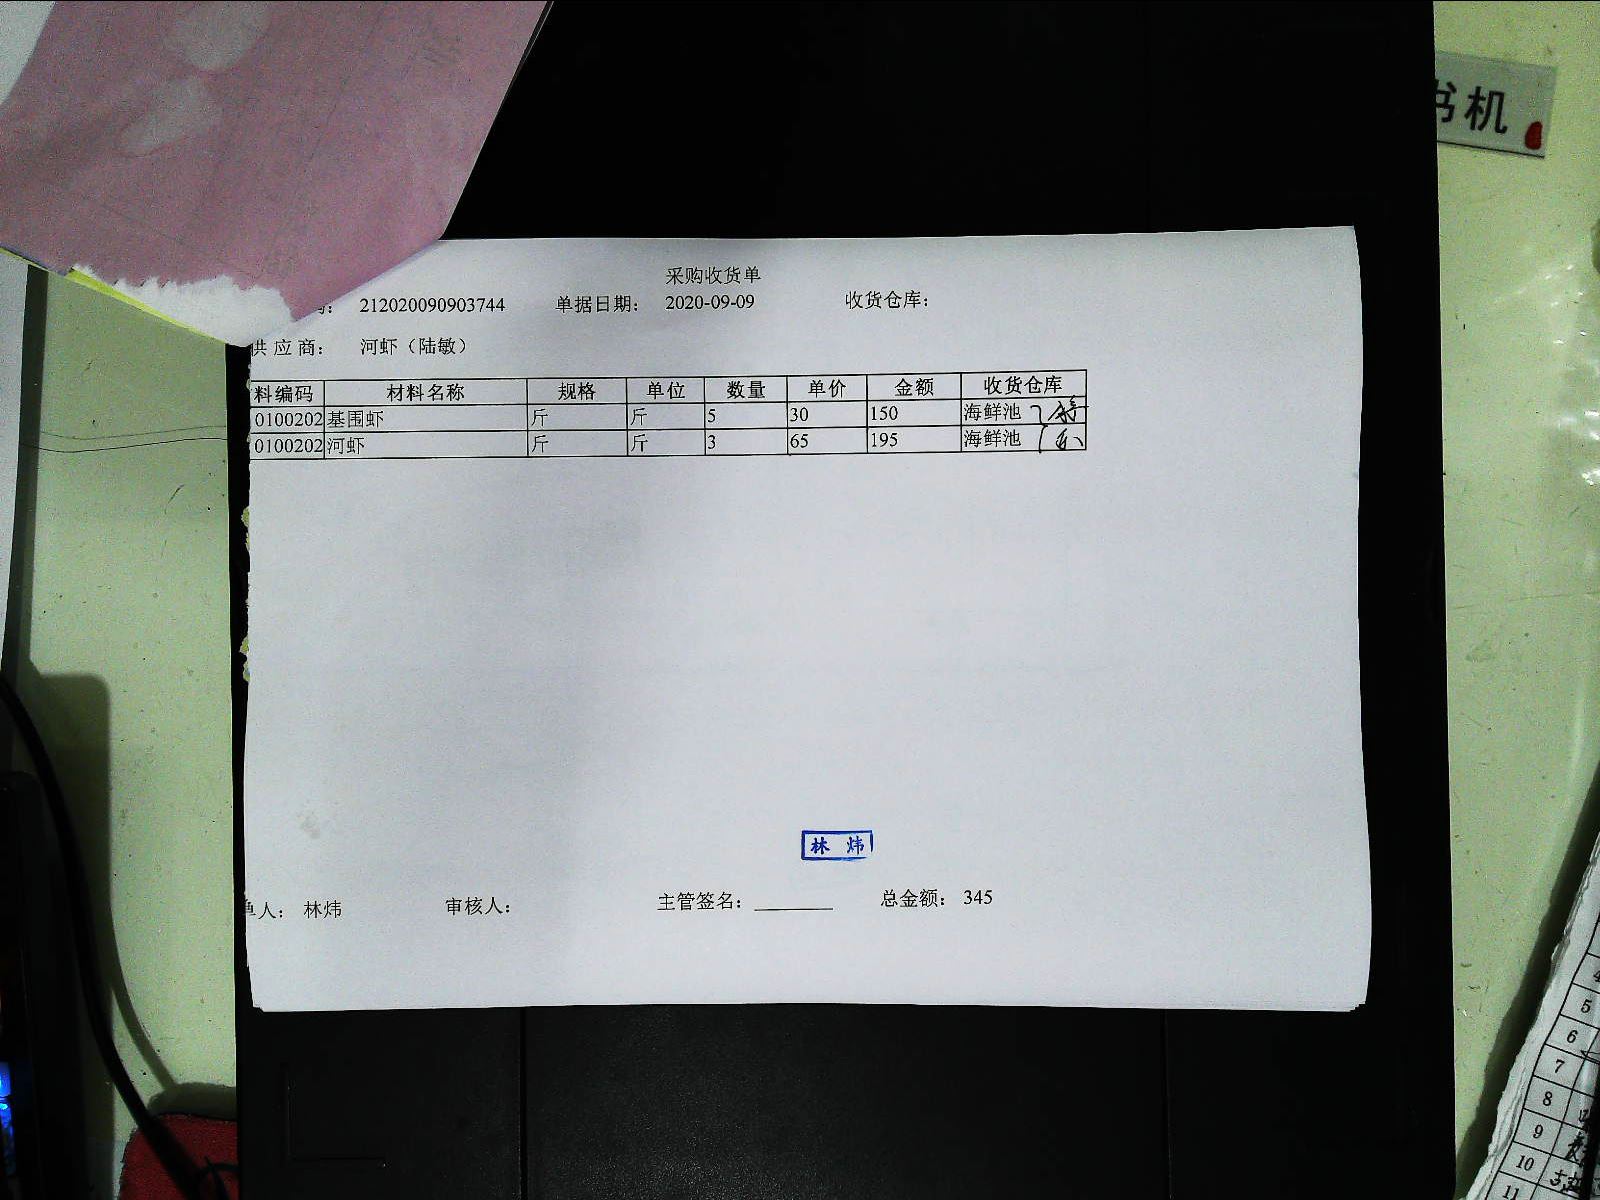 书机
采购收货单
212020090903744 单据日期： 2020-09-09 收货仓库：
供应商： 河虾（陆敏）
料编码 材料名称 规格 单位 数量 单价 金额 收货仓库
0100202 基围虾 斤 斤 5 30 150 海鲜池
0100202 河虾 斤 斤 3 65 195 海鲜池
林 炜
单人： 林炜 审核人： 主管签名： ________ 总金额： 345
4
5
6
7
8
9
10
11